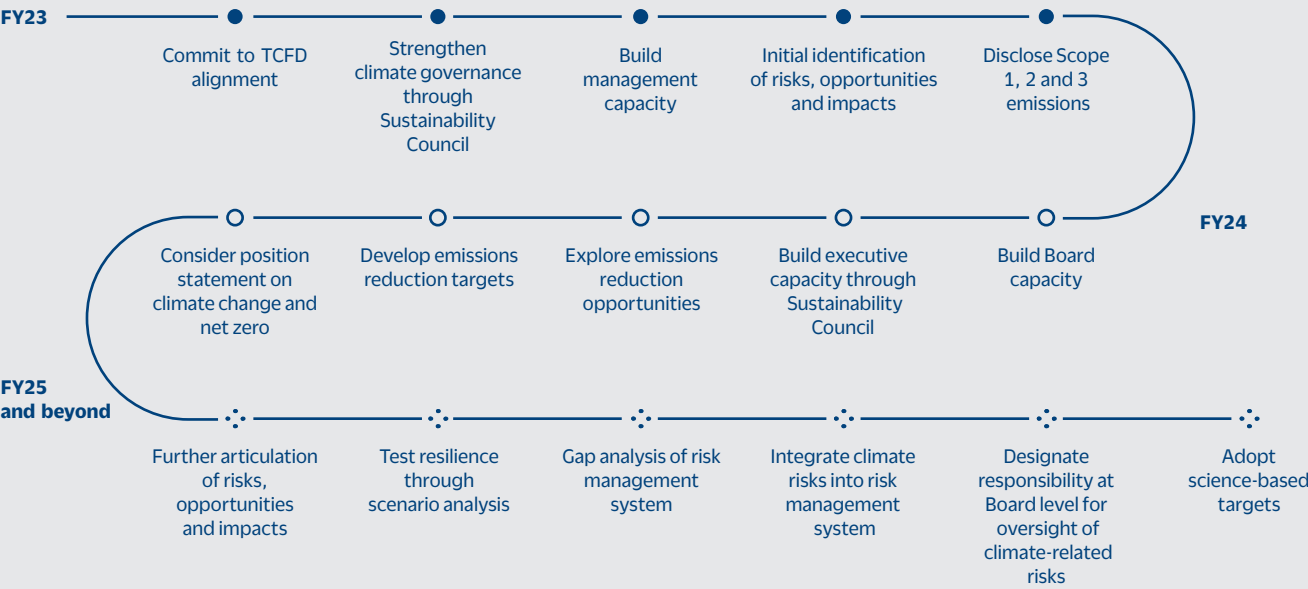 FY23
Commit to TCFD
alignment
Strengthen
climate governance
through
Sustainability
Council
Build
management
capacity
Initial identification
of risks, opportunities
and impacts
Disclose Scope
1, 2 and 3
emissions
FY24
Consider position
statement on
climate change and
net zero
Develop emissions
reduction targets
Explore emissions
reduction
opportunities
Build executive
capacity through
Sustainability
Council
Build Board
capacity
FY25
and beyond
Further articulation
of risks,
opportunities
and impacts
Test resilience
through
scenario analysis
Gap analysis of risk
management
system
Integrate climate
risks into risk
management
system
Designate
responsibility at
Board level for
oversight of
climate-related
risks
Adopt
science-based
targets